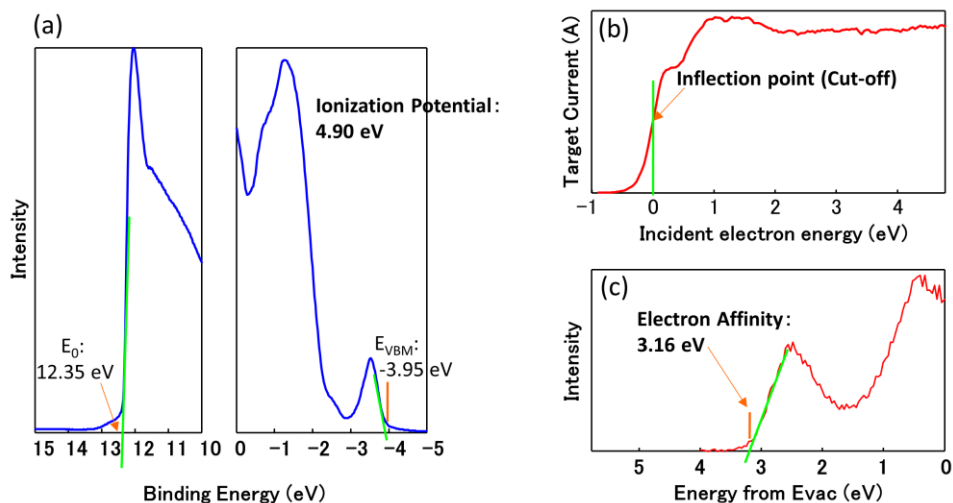 (a)
Intensity
Ionization Potential:
4.90 eV
E0:
12.35 eV
EVBM:
-3.95 eV
15 14 13 12 11 10
0 -1 -2 -3 -4 -5
Binding Energy (eV)
(b)
Target Current (A)
Inflection point (Cut-off)
-1 0 1 2 3 4
Incident electron energy (eV)
(c)
Intensity
Electron Affinity:
3.16 eV
5 4 3 2 1 0
Energy from Evac (eV)